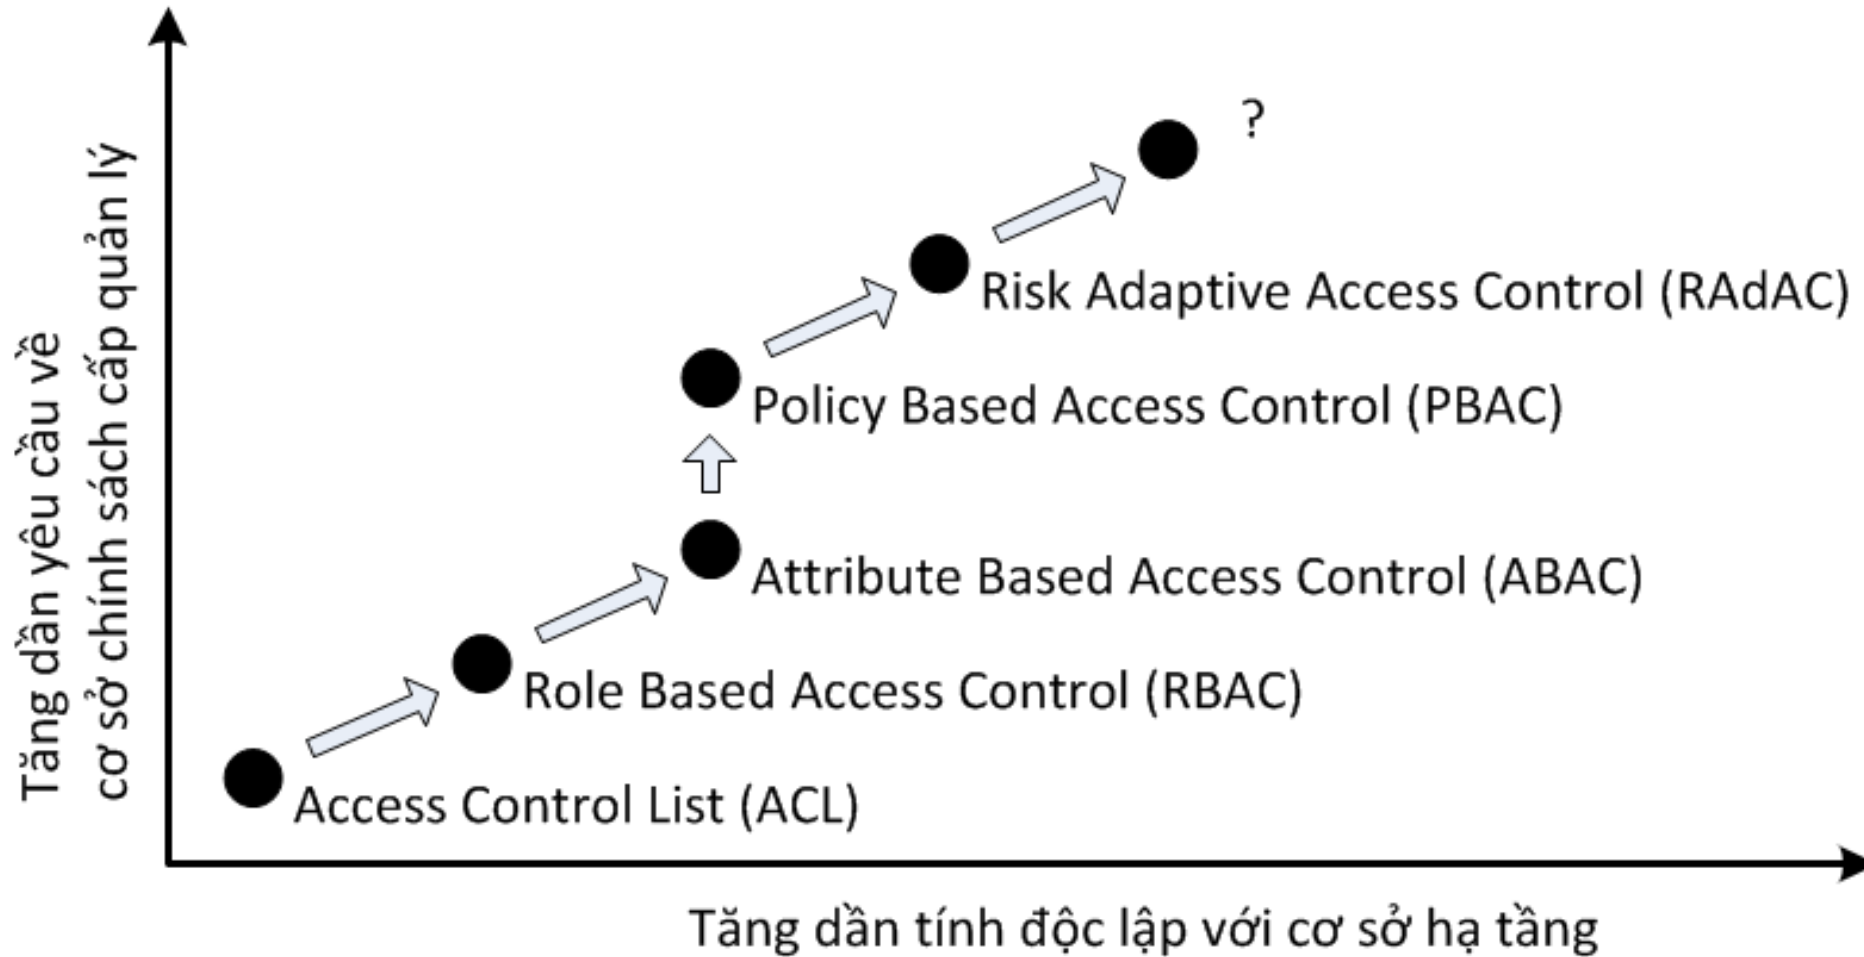 ?
Risk Adaptive Access Control (RAdAC)
Policy Based Access Control (PBAC)
Attribute Based Access Control (ABAC)
Role Based Access Control (RBAC)
Access Control List (ACL)
Tăng dần yêu cầu về
cơ sở chính sách cấp quản lý
Tăng dần tính độc lập với cơ sở hạ tầng